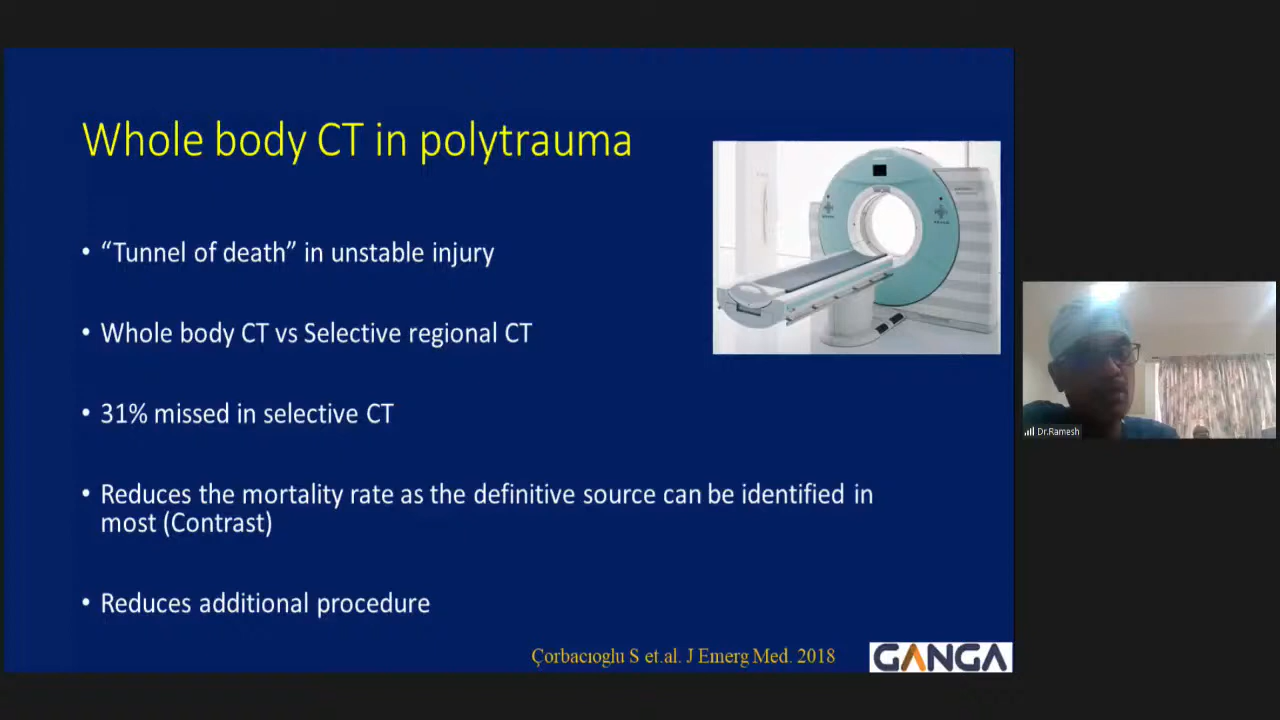 Whole body CT in polytrauma
• “Tunnel of death” in unstable injury
• Whole body CT vs Selective regional CT
• 31% missed in selective CT
• Reduces the mortality rate as the definitive source can be identified in
most (Contrast)
• Reduces additional procedure
Çorbacıoglu S et.al. J Emerg Med. 2018
GANGA
Dr.Ramesh